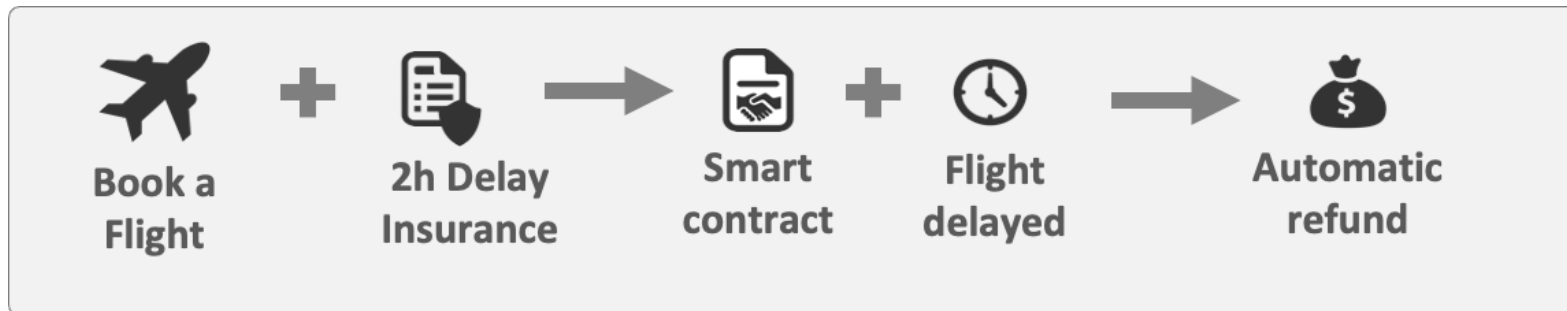 Book a
Flight
2h Delay
Insurance
Smart
contract
Flight
delayed
$
Automatic
refund